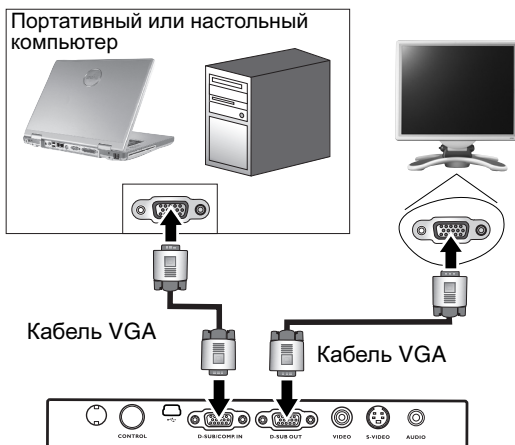 Портативный или настольный
компьютер
Кабель VGA
Кабель VGA
CONTROL
D-SUB/COMP. IN
D-SUB OUT
VIDEO
S-VIDEO
AUDIO